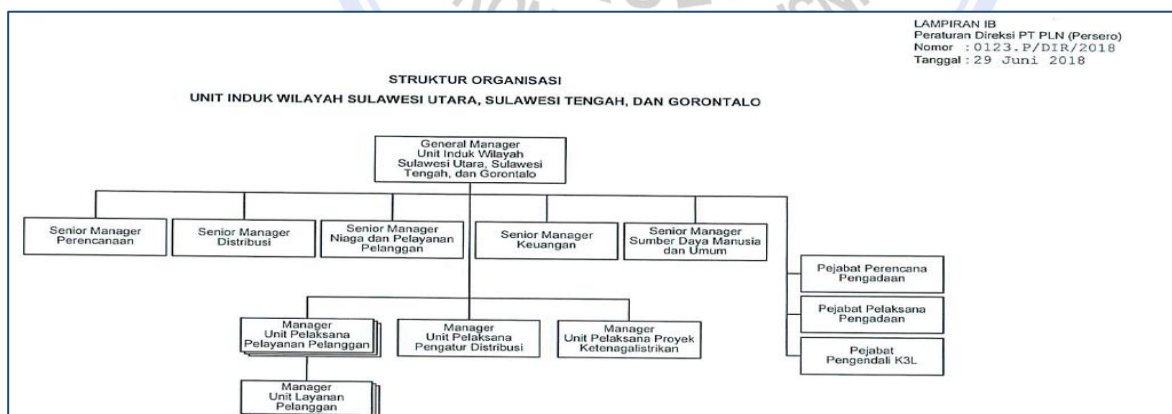 LAMPIRAN IB
Peraturan Direksi PT PLN (Persero)
Nomor : 0123.P/DIR/2018
Tanggal : 29 Juni 2018
STRUKTUR ORGANISASI
UNIT INDUK WILAYAH SULAWESI UTARA, SULAWESI TENGAH, DAN GORONTALO
General Manager
Unit Induk Wilayah
Sulawesi Utara, Sulawesi
Tengah, dan Gorontalo
Senior Manager
Perencanaan
Senior Manager
Distribusi
Senior Manager
Niaga dan Pelayanan
Pelanggan
Senior Manager
Keuangan
Senior Manager
Sumber Daya Manusia
dan Umum
Pejabat Perencana
Pengadaan
Pejabat Pelaksana
Pengadaan
Pejabat
Pengendali K3L
Manager
Unit Pelaksana
Pelayanan Pelanggan
Manager
Unit Pelaksana
Pengatur Distribusi
Manager
Unit Pelaksana Proyek
Ketenagalistrikan
Manager
Unit Layanan
Pelanggan